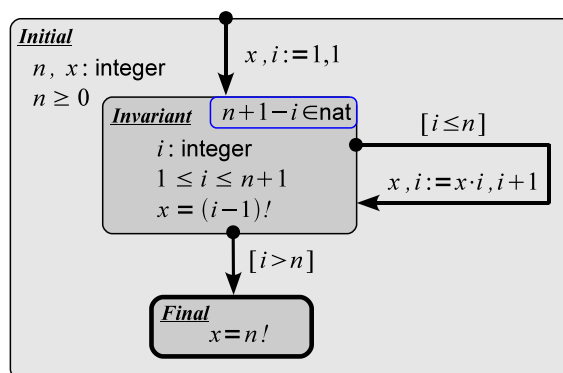 Initial
n, x: integer
n ≥ 0
x,i:=1,1
Invariant
n+1−i∈nat
i: integer
1 ≤ i ≤ n+1
x = (i−1)!
[i≤n]
x,i:=x⋅i,i+1
[i>n]
Final
x=n!